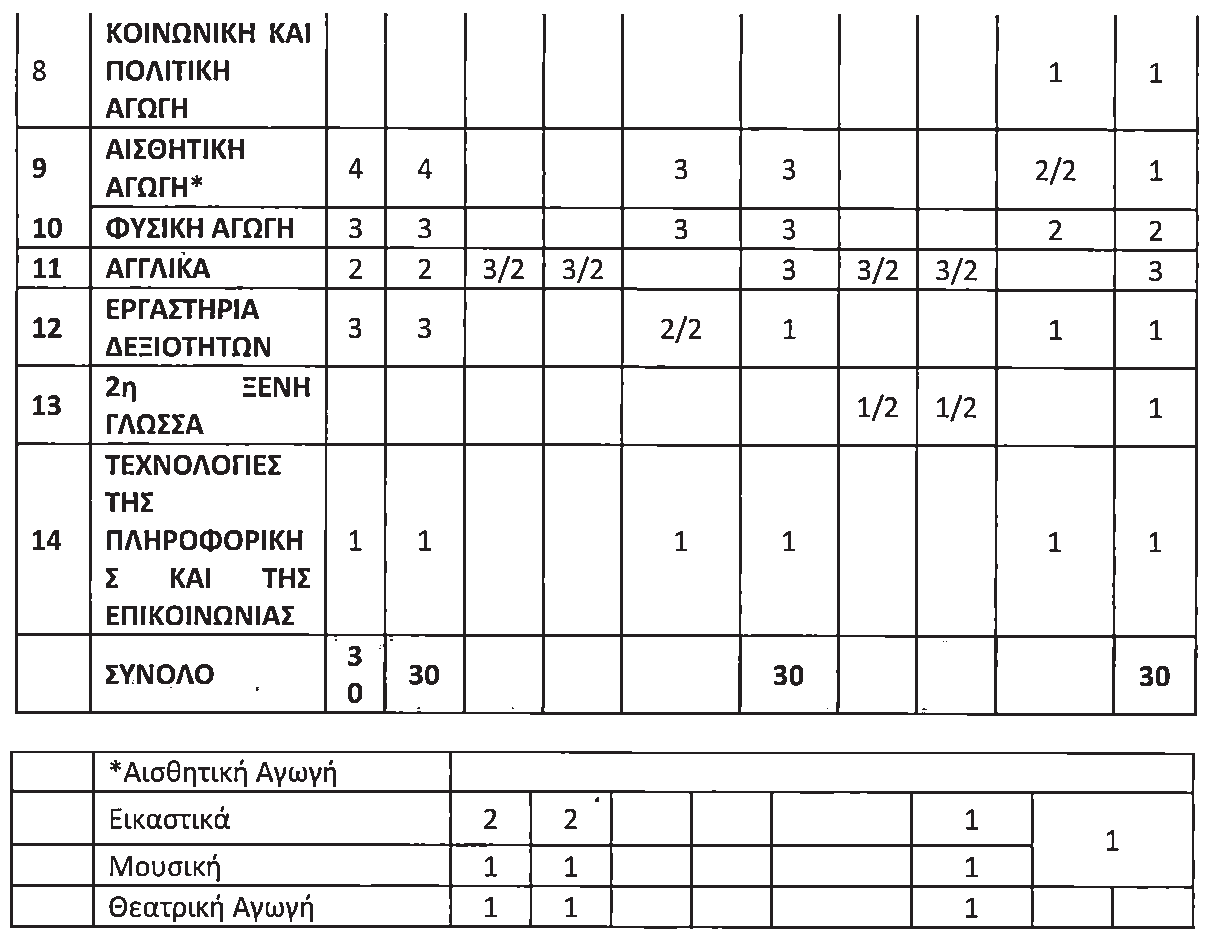 ΚΟΙΝΩΝΙΚΗ ΚΑΙ
8 ΠΟΛΙΤΙΚΗ 1 1
ΑΓΩΓΗ
ΑΙΣΘΗΤΙΚΗ
9 4 4 3 3 2/2 1
ΑΓΩΓΗ*
10 ΦΥΣΙΚΗ ΑΓΩΓΗ 3 3 3 3 2 2
11 ΑΓΓΛΙΚΑ 2 2 3/2 3/2 3 3/2 3/2 3
ΕΡΓΑΣΤΗΡΙΑ
12 3 3 2/2 1 1 1
ΔΕΞΙΟΤΗΤΩΝ
2η ΞΕΝΗ
13 1/2 1/2 1
ΓΛΩΣΣΑ
ΤΕΧΝΟΛΟΓΙΕΣ
ΤΗΣ
14 ΠΛΗΡΟΦΟΡΙΚΗ 1 1 1 1 1 1
Σ ΚΑΙ ΤΗΣ
ΕΠΙΚΟΙΝΩΝΙΑΣ
ΣΥΝΟΛΟ 30 30 30 30
*Αισθητική Αγωγή
Εικαστικά 2 2 1 1
Μουσική 1 1 1
Θεατρική Αγωγή 1 1 1